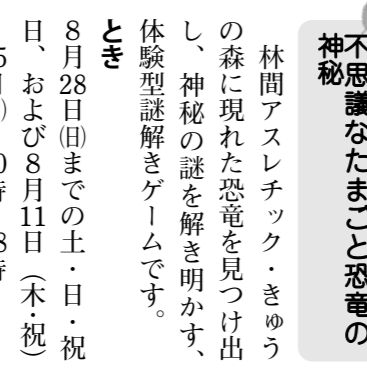 不思議なたまごと恐竜の
神秘
林間アスレチック・きゅう
の森に現れた恐竜を見つけ出
し、神秘の謎を解き明かす、
体験型謎解きゲームです。
とき
８月28日㈰までの土・日・祝
日、および８月11日（木・祝）